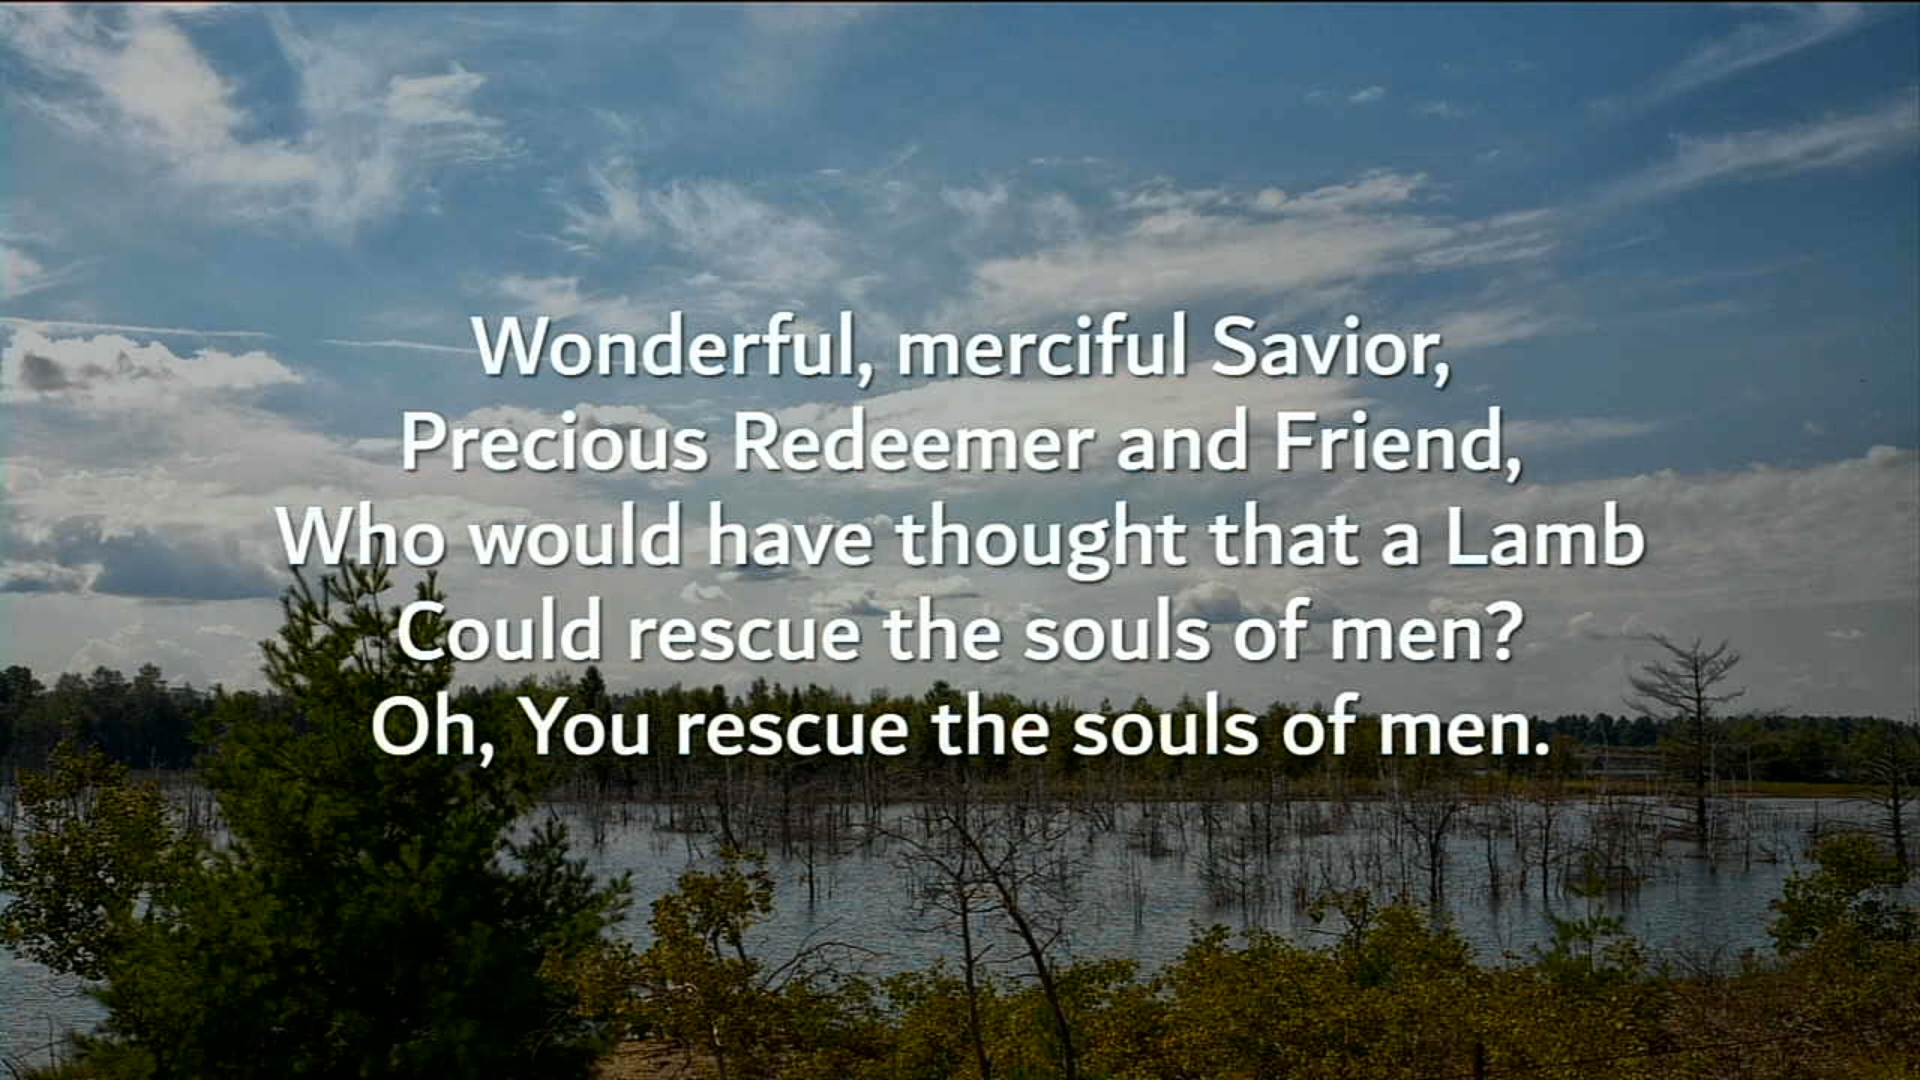 Wonderful, merciful Savior,
Precious Redeemer and Friend,
Who would have thought that a Lamb
Could rescue the souls of men?
Oh, You rescue the souls of men.